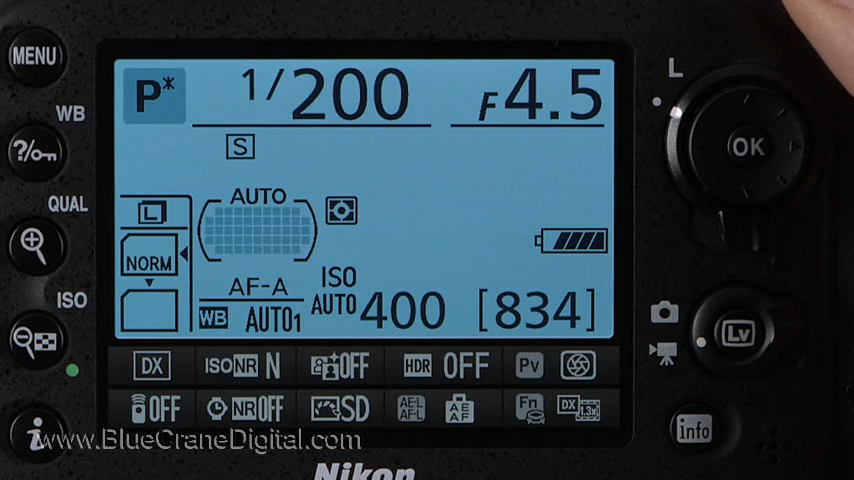 MENU
P* 1/200 F4.5
L
WB
S
?
OK
QUAL
L
AUTO
NORM
AF-A
ISO
AUTO 400 [834]
WB AUTO1
ISO
Lv
DX ISO NR N OFF HDR OFF Pv
OFF NR OFF SD AE-L AF-L AE AF Fn DX 1.3x
i
info
www.BlueCraneDigital.com
Nikon